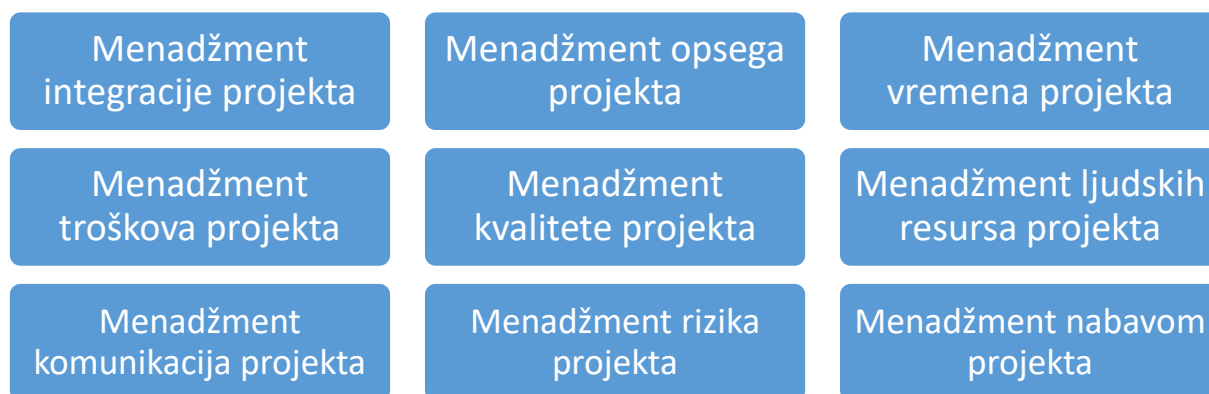 Menadžment
integracije projekta
Menadžment opsega
projekta
Menadžment
vremena projekta
Menadžment
troškova projekta
Menadžment
kvalitete projekta
Menadžment ljudskih
resursa projekta
Menadžment
komunikacija projekta
Menadžment rizika
projekta
Menadžment nabavom
projekta